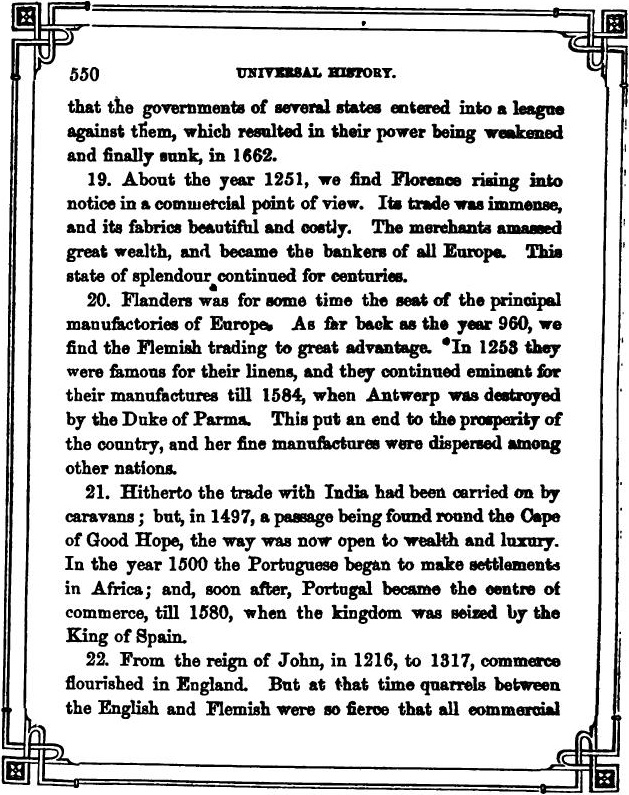 550 UNIVERSAL HISTORY.
that the governments of several states entered into a league
against them, which resulted in their power being weakened
and finally sunk, in 1662.
19. About the year 1251, we find Florence rising into
notice in a commercial point of view. Its trade was immense,
and its fabrics beautiful and costly. The merchants amassed
great wealth, and became the bankers of all Europe. This
state of splendour continued for centuries.
20. Flanders was for some time the seat of the principal
manufactories of Europe. As far back as the year 960, we
find the Flemish trading to great advantage. In 1253 they
were famous for their linens, and they continued eminent for
their manufactures till 1584, when Antwerp was destroyed
by the Duke of Parma. This put an end to the prosperity of
the country, and her fine manufactures were dispersed among
other nations.
21. Hitherto the trade with India had been carried on by
caravans; but, in 1497, a passage being found round the Cape
of Good Hope, the way was now open to wealth and luxury.
In the year 1500 the Portuguese began to make settlements
in Africa; and, soon after, Portugal became the centre of
commerce, till 1580, when the kingdom was seized by the
King of Spain.
22. From the reign of John, in 1216, to 1317, commerce
flourished in England. But at that time quarrels between
the English and Flemish were so fierce that all commercial